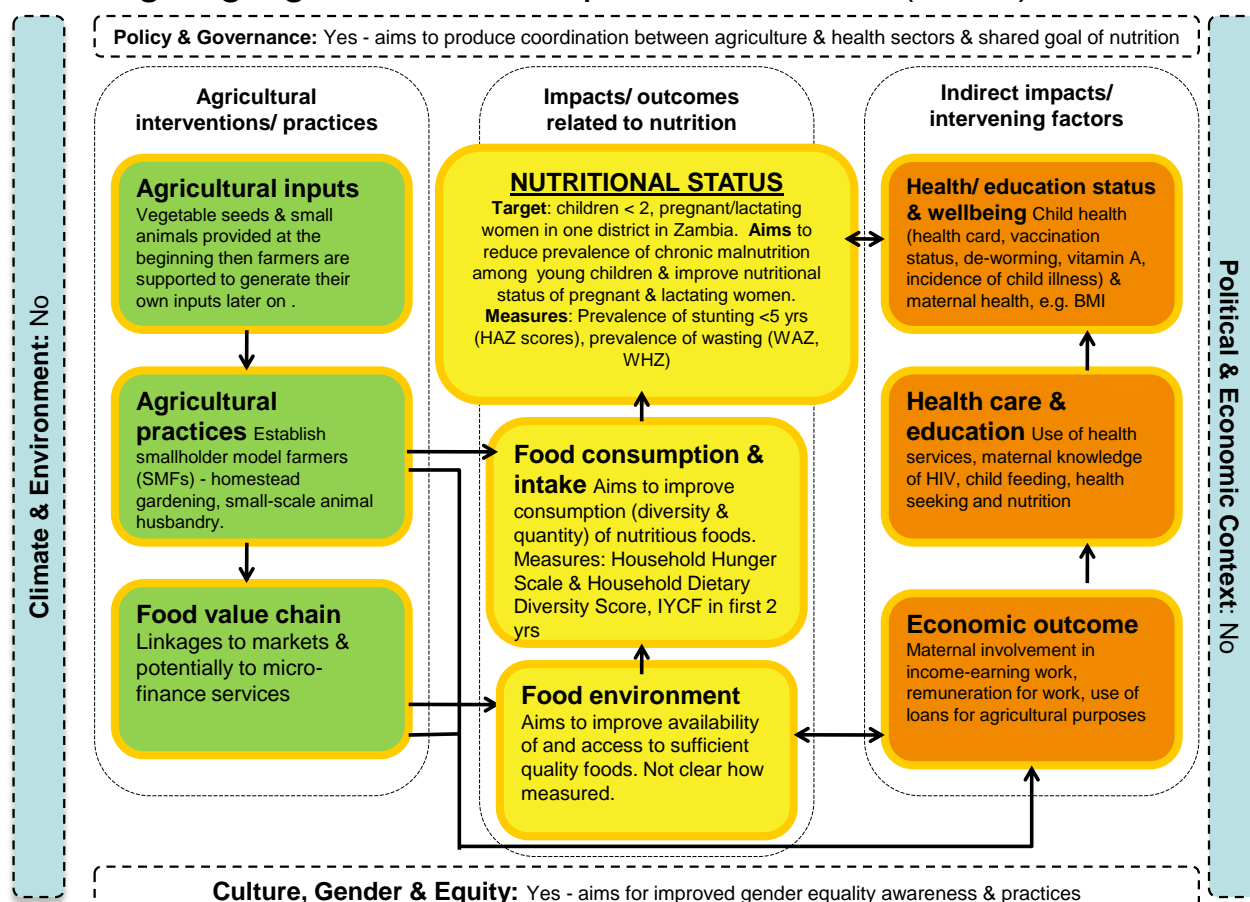 Policy & Governance: Yes - aims to produce coordination between agriculture & health sectors & shared goal of nutrition
Climate & Environment: No
Agricultural
interventions/ practices
Agricultural inputs
Vegetable seeds & small
animals provided at the
beginning then farmers are
supported to generate their
own inputs later on .
Agricultural
practices Establish
smallholder model farmers
(SMFs) - homestead
gardening, small-scale animal
husbandry.
Food value chain
Linkages to markets &
potentially to micro-
finance services
Impacts/ outcomes
related to nutrition
NUTRITIONAL STATUS
Target: children < 2, pregnant/lactating
women in one district in Zambia. Aims to
reduce prevalence of chronic malnutrition
among young children & improve nutritional
status of pregnant & lactating women.
Measures: Prevalence of stunting <5 yrs
(HAZ scores), prevalence of wasting (WAZ,
WHZ)
Food consumption &
intake Aims to improve
consumption (diversity &
quantity) of nutritious foods.
Measures: Household Hunger
Scale & Household Dietary
Diversity Score, IYCF in first 2
yrs
Food environment
Aims to improve availability
of and access to sufficient
quality foods. Not clear how
measured.
Indirect impacts/
intervening factors
Health/ education status
& wellbeing Child health
(health card, vaccination
status, de-worming, vitamin A,
incidence of child illness) &
maternal health, e.g. BMI
Health care &
education Use of health
services, maternal knowledge
of HIV, child feeding, health
seeking and nutrition
Economic outcome
Maternal involvement in
income-earning work,
remuneration for work, use of
loans for agricultural purposes
Political & Economic Context: No
Culture, Gender & Equity: Yes - aims for improved gender equality awareness & practices